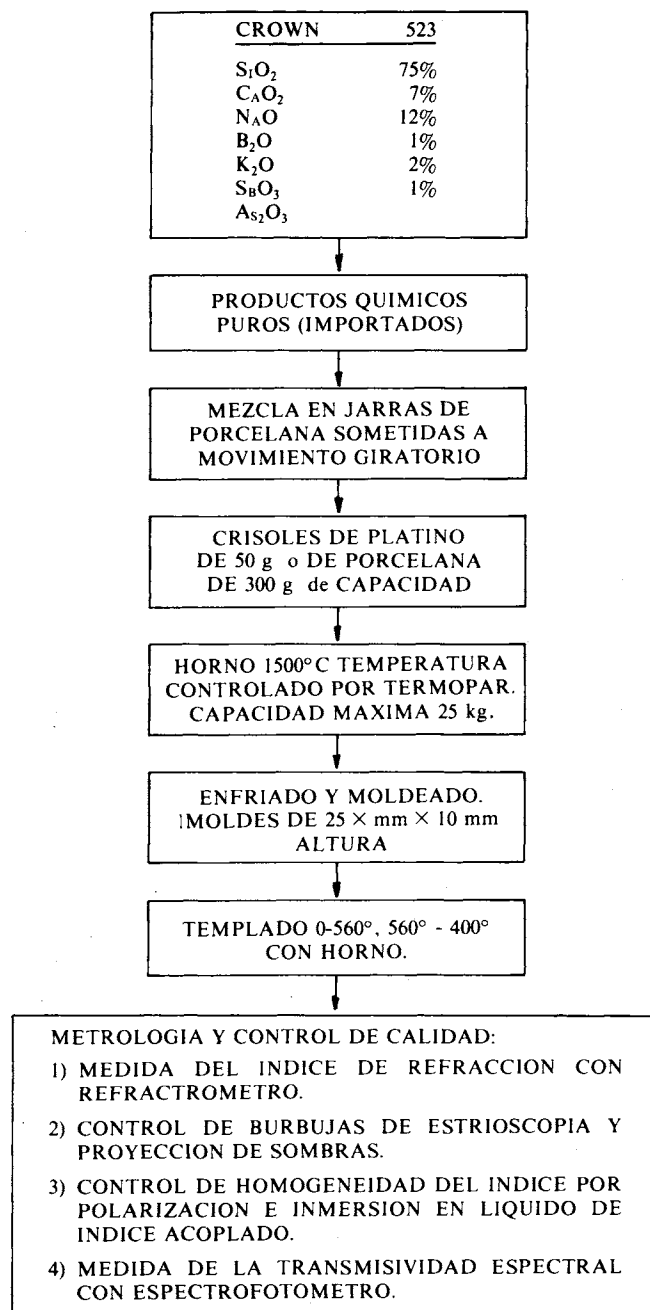 CROWN 523
SIO2 75%
CAO2 7%
NAO 12%
B2O 1%
K2O 2%
SBO3 1%
AS2O3
PRODUCTOS QUIMICOS
PUROS (IMPORTADOS)
MEZCLA EN JARRAS DE
PORCELANA SOMETIDAS A
MOVIMIENTO GIRATORIO
CRISOLES DE PLATINO
DE 50 g o DE PORCELANA
DE 300 g de CAPACIDAD
HORNO 1500°C TEMPERATURA
CONTROLADO POR TERMOPAR.
CAPACIDAD MAXIMA 25 kg.
ENFRIADO Y MOLDEADO.
1MOLDES DE 25 × mm × 10 mm
ALTURA
TEMPLADO 0-560°, 560° - 400°
CON HORNO.
METROLOGIA Y CONTROL DE CALIDAD:
1) MEDIDA DEL INDICE DE REFRACCION CON
REFRACTROMETRO.
2) CONTROL DE BURBUJAS DE ESTRIOSCOPIA Y
PROYECCION DE SOMBRAS.
3) CONTROL DE HOMOGENEIDAD DEL INDICE POR
POLARIZACION E INMERSION EN LIQUIDO DE
INDICE ACOPLADO.
4) MEDIDA DE LA TRANSMISIVIDAD ESPECTRAL
CON ESPECTROFOTOMETRO.